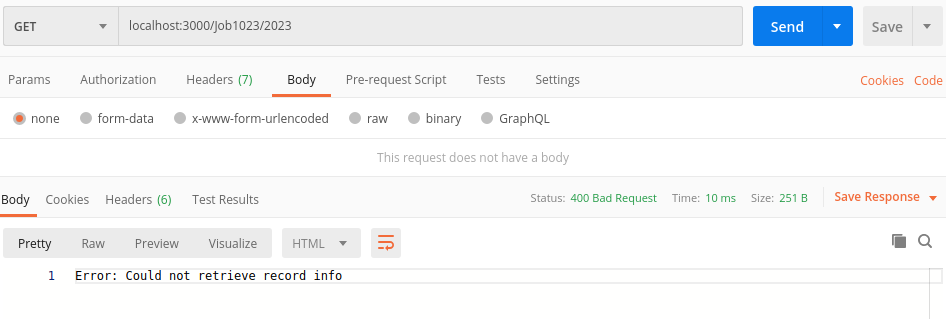 GET localhost:3000/Job1023/2023 Send Save
Params Authorization Headers (7) Body Pre-request Script Tests Settings Cookies Code
none form-data x-www-form-urlencoded raw binary GraphQL
This request does not have a body
Body Cookies Headers (6) Test Results Status: 400 Bad Request Time: 10 ms Size: 251 B Save Response
Pretty Raw Preview Visualize HTML
1 Error: Could not retrieve record info